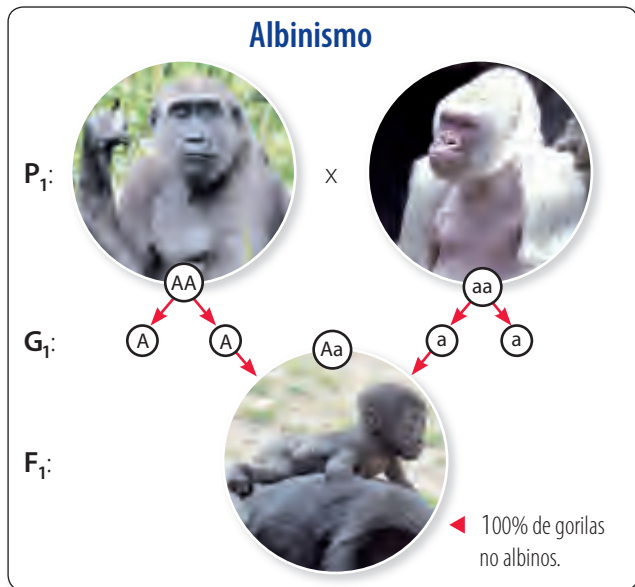 Albinismo
P1:
x
AA
aa
G1:
A
A
Aa
a
a
F1:
100% de gorilas
no albinos.